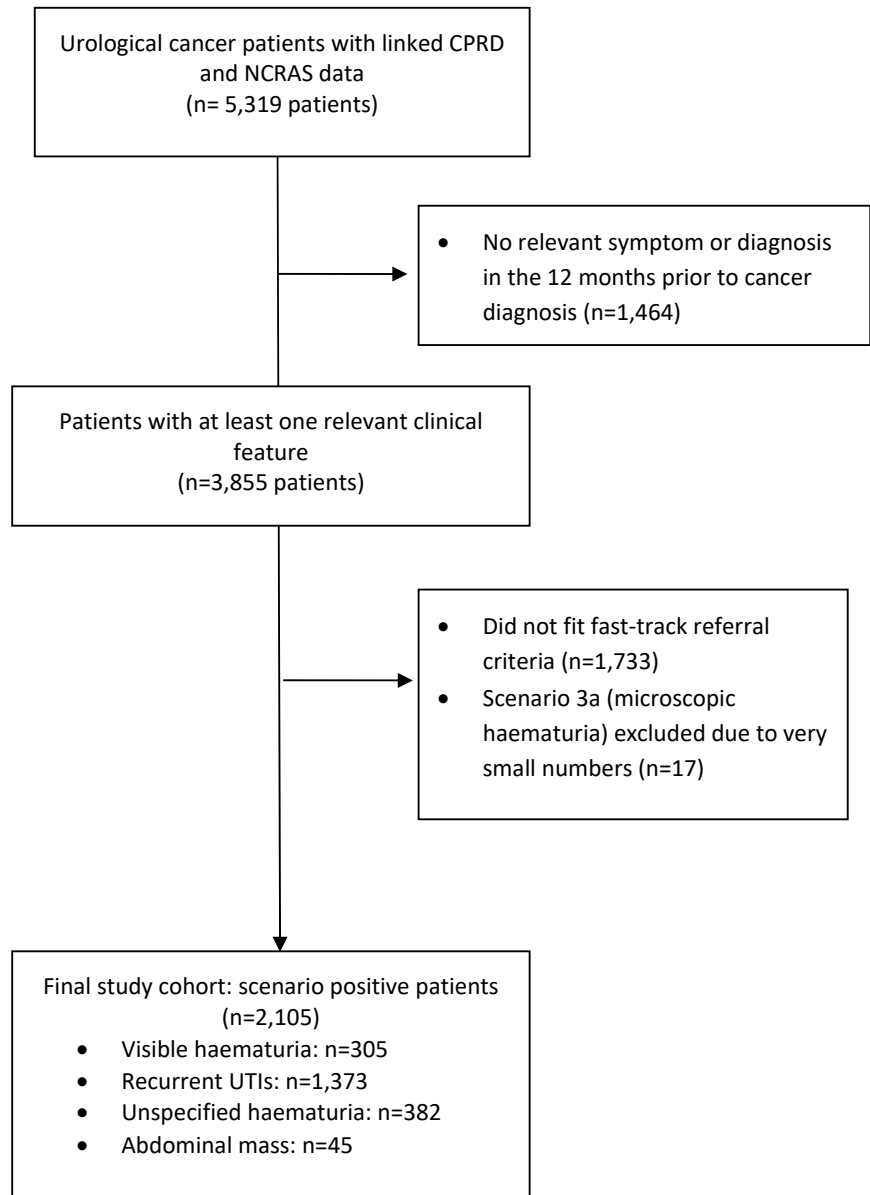 Urological cancer patients with linked CPRD
and NCRAS data
(n= 5,319 patients)
• No relevant symptom or diagnosis
in the 12 months prior to cancer
diagnosis (n=1,464)
Patients with at least one relevant clinical
feature
(n=3,855 patients)
• Did not fit fast-track referral
criteria (n=1,733)
• Scenario 3a (microscopic
haematuria) excluded due to very
small numbers (n=17)
Final study cohort: scenario positive patients
(n=2,105)
• Visible haematuria: n=305
• Recurrent UTIs: n=1,373
• Unspecified haematuria: n=382
• Abdominal mass: n=45